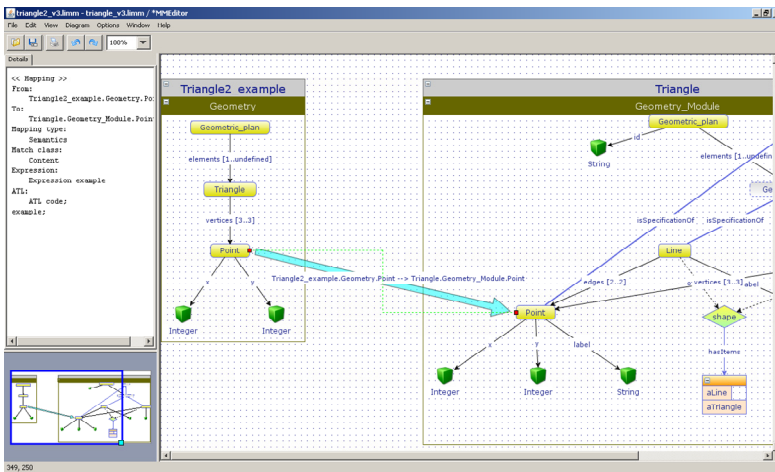 triangle2_v3.limm - triangle_v3.limm / *MMEditor
File Edit View Diagram Options Window Help
100%
Details
<< Mapping >>
From:
Triangle2_example.Geometry.Po
To:
Triangle.Geometry_Module.Poin
Mapping type:
Semantics
Match class:
Content
Expression:
Expression example
ATL:
ATL code;
example;
Triangle2 example
Geometry
Geometric_plan
elements [1..undefined]
Triangle
vertices [3..3]
Point
x
y
Integer
Integer
Triangle2_example.Geometry.Point --> Triangle.Geometry_Module.Point
Triangle
Geometry_Module
Geometric_plan
id
String
elements [1..undefin
Ge
isSpecificationOf
isSpecificationOf
Line
edges [2..2]
vertices [3..3]
abel
Point
shape
x
y
label
hasItems
Integer
Integer
String
aLine
aTriangle
349, 250